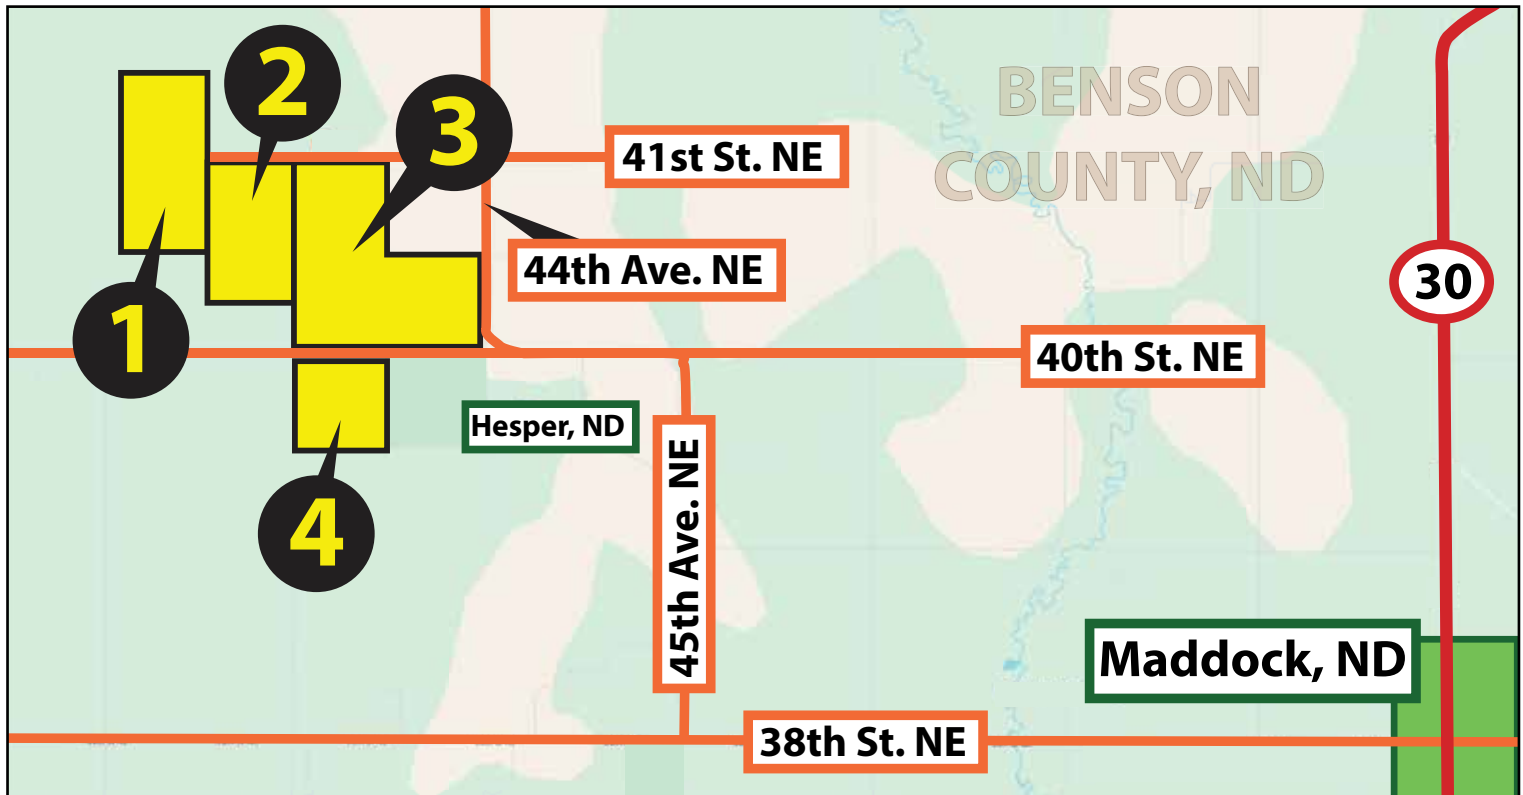 2
3
BENSON
COUNTY, ND
41st St. NE
44th Ave. NE
30
1
40th St. NE
Hesper, ND
45th Ave. NE
4
Maddock, ND
38th St. NE